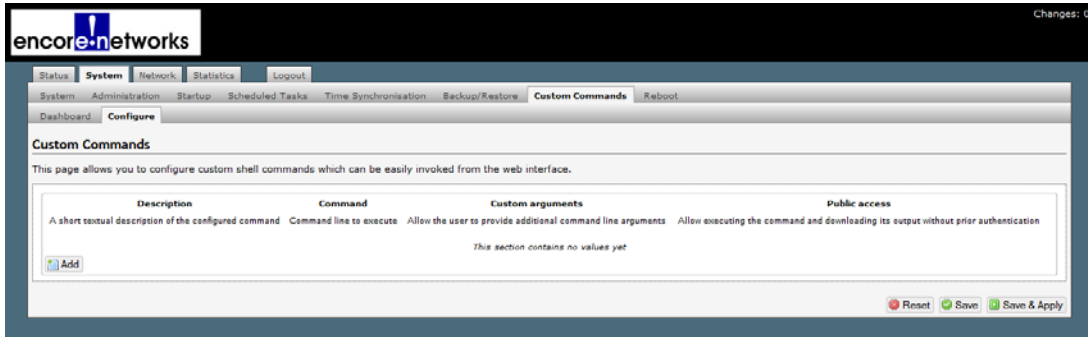 Changes: 0
encore networks
Status System Network Statistics Logout
System Administration Startup Scheduled Tasks Time Synchronisation Backup/Restore Custom Commands Reboot
Dashboard Configure
Custom Commands
This page allows you to configure custom shell commands which can be easily invoked from the web interface.
Description Command Custom arguments Public access
A short textual description of the configured command Command line to execute Allow the user to provide additional command line arguments Allow executing the command and downloading its output without prior authentication
This section contains no values yet
Add
Reset Save Save & Apply